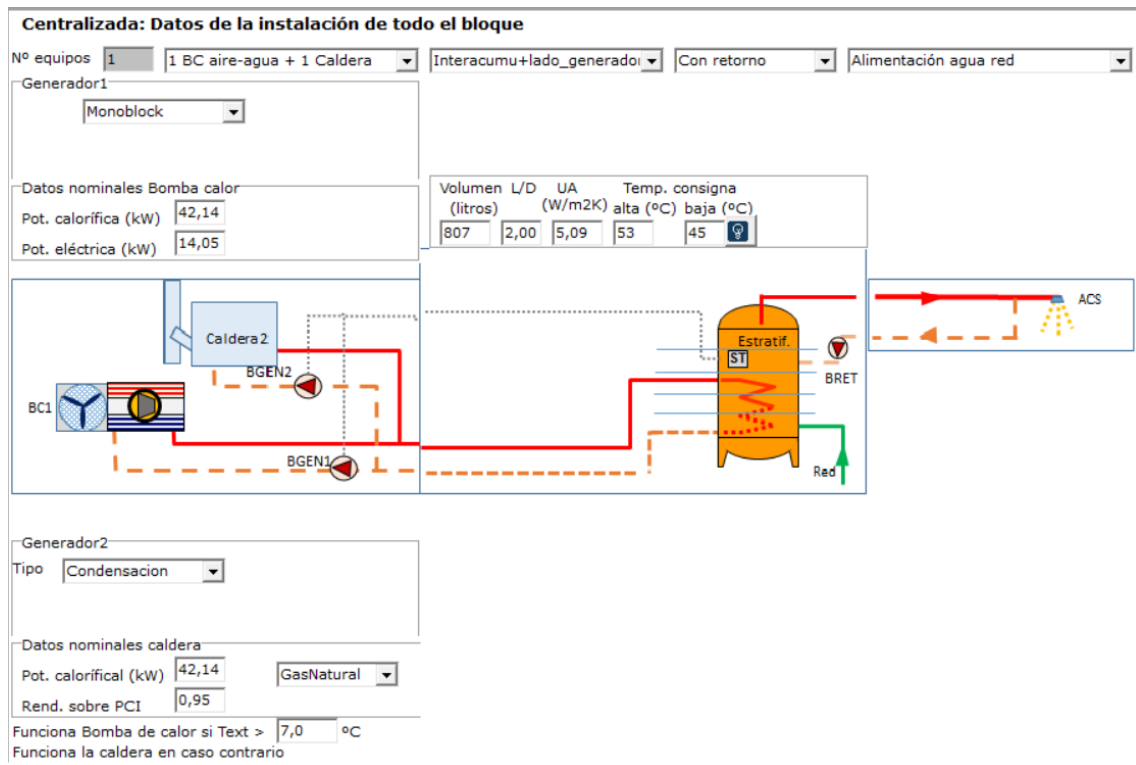 Centralizada: Datos de la instalación de todo el bloque
Nº equipos 1 1 BC aire-agua + 1 Caldera Interacumu+lado_generador Con retorno Alimentación agua red
Generador1
Monoblock
Datos nominales Bomba calor
Pot. calorífica (kW) 42,14
Pot. eléctrica (kW) 14,05
Volumen L/D UA Temp. consigna
(litros) (W/m2K) alta (ºC) baja (ºC)
807 2,00 5,09 53 45
Caldera2
BGEN2
BC1
BGEN1
Estratif.
ST
BRET
Red
ACS
Generador2
Tipo Condensacion
Datos nominales caldera
Pot. calorífical (kW) 42,14 GasNatural
Rend. sobre PCI 0,95
Funciona Bomba de calor si Text > 7,0 ºC
Funciona la caldera en caso contrario